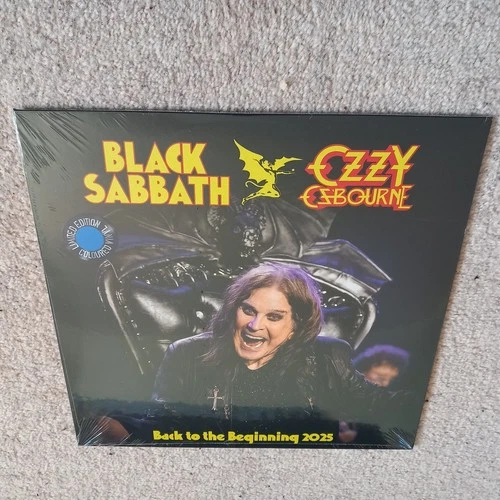 BLACK
SABBATH
OZZY
OSBOURNE
LIMITED EDITION
COLOURED
Back to the Beginning 2025